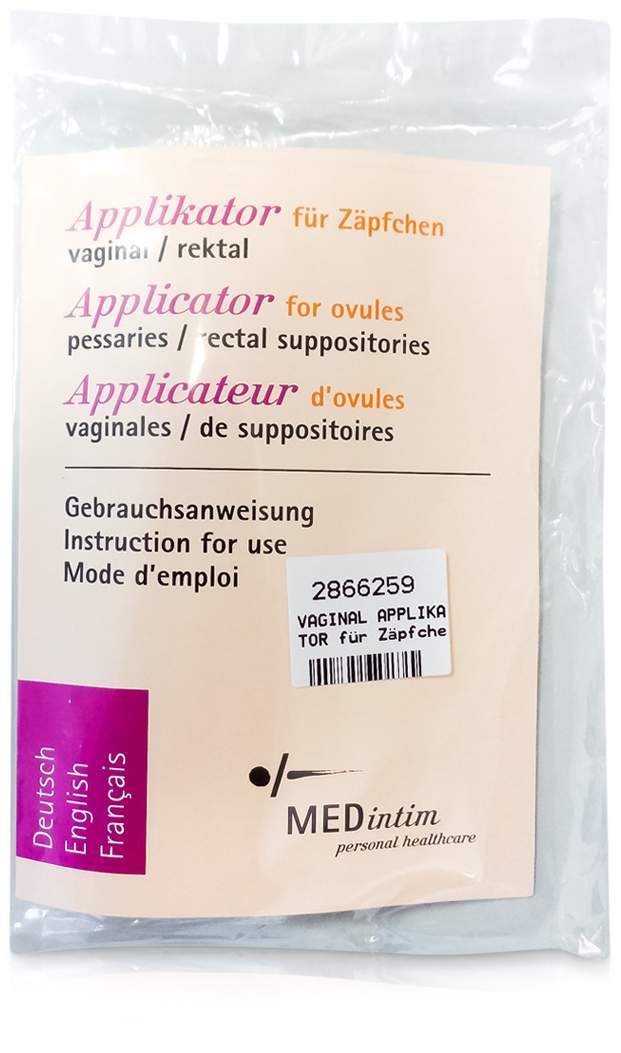 Applikator für Zäpfchen
vaginal / rektal
Applicator for ovules
pessaries / rectal suppositories
Applicateur d'ovules
vaginales / de suppositoires
Gebrauchsanweisung
Instruction for use
Mode d'emploi
2866259
VAGINAL APPLIKA
TOR für Zäpfche
Deutsch
English
Français
MEDintim
personal healthcare